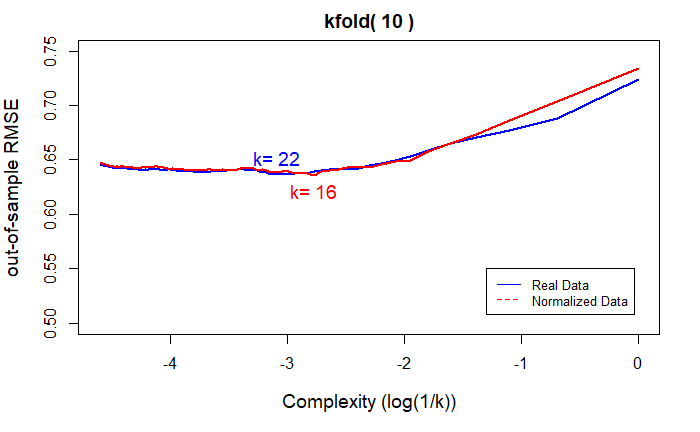 kfold( 10 )
out-of-sample RMSE
0.75
0.70
0.65
0.60
0.55
0.50
k= 22
k= 16
Real Data
Normalized Data
-4 -3 -2 -1 0
Complexity (log(1/k))